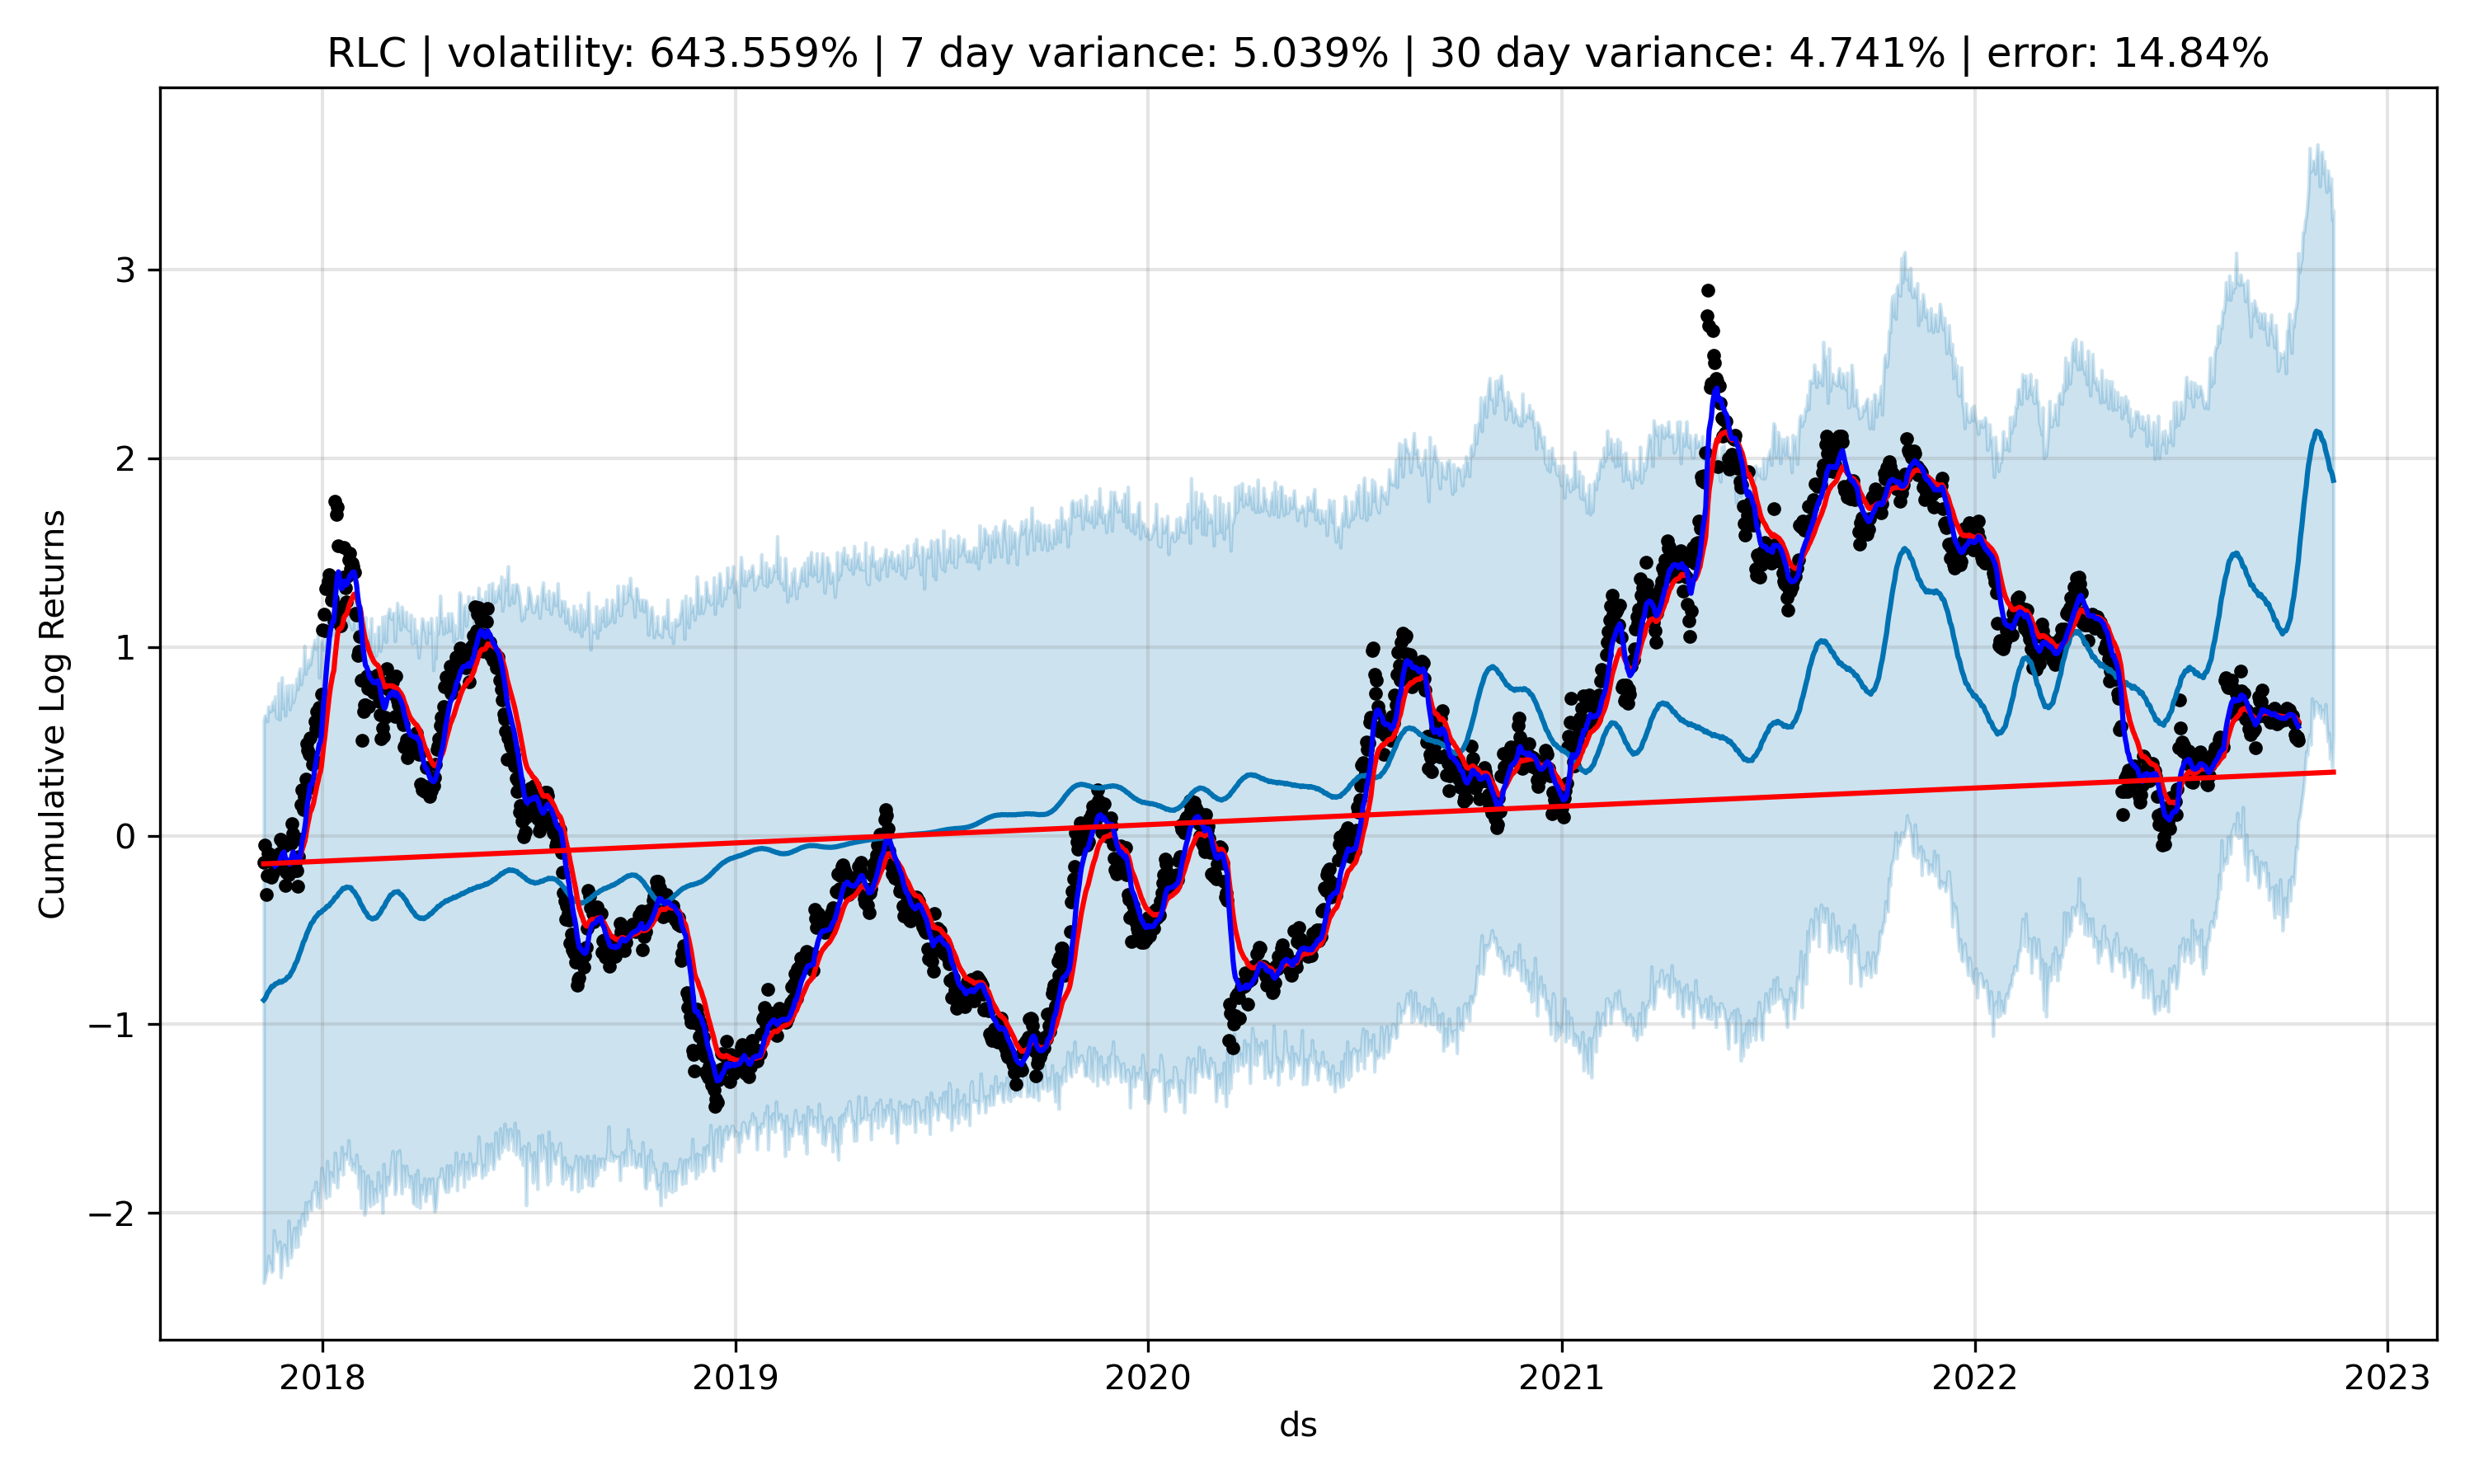 RLC | volatility: 643.559% | 7 day variance: 5.039% | 30 day variance: 4.741% | error: 14.84%
Cumulative Log Returns
3
2
1
0
−1
−2
2018 2019 2020 2021 2022 2023
ds